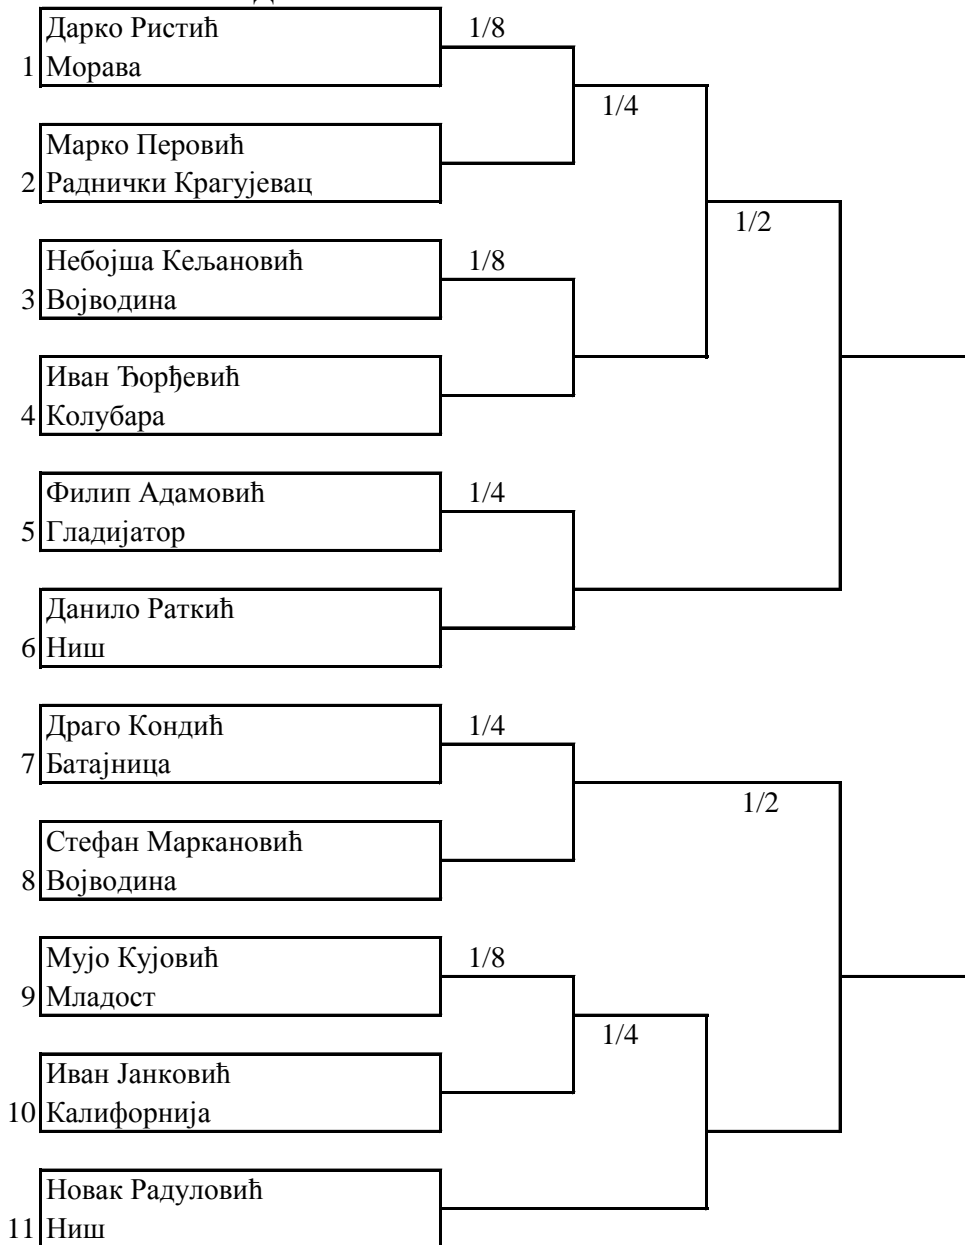 Дарко Ристић
1/8
1 Морава
1/4
Марко Перовић
2 Раднички Крагујевац
1/2
Небојша Кељановић
1/8
3 Војводина
Иван Ђорђевић
4 Колубара
Филип Адамовић
1/4
5 Гладијатор
Данило Раткић
6 Ниш
Драго Кондић
1/4
7 Батајница
1/2
Стефан Маркановић
8 Војводина
Мујо Кујовић
1/8
9 Младост
1/4
Иван Јанковић
10 Калифорнија
Новак Радуловић
11 Ниш